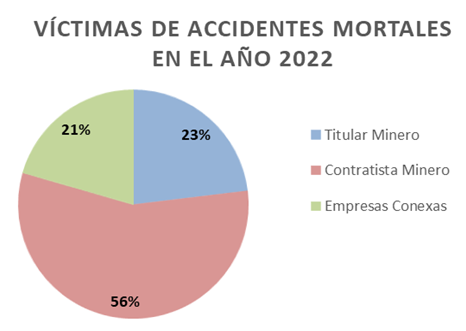 VÍCTIMAS DE ACCIDENTES MORTALES
EN EL AÑO 2022
21%
23%
56%
Titular Minero
Contratista Minero
Empresas Conexas